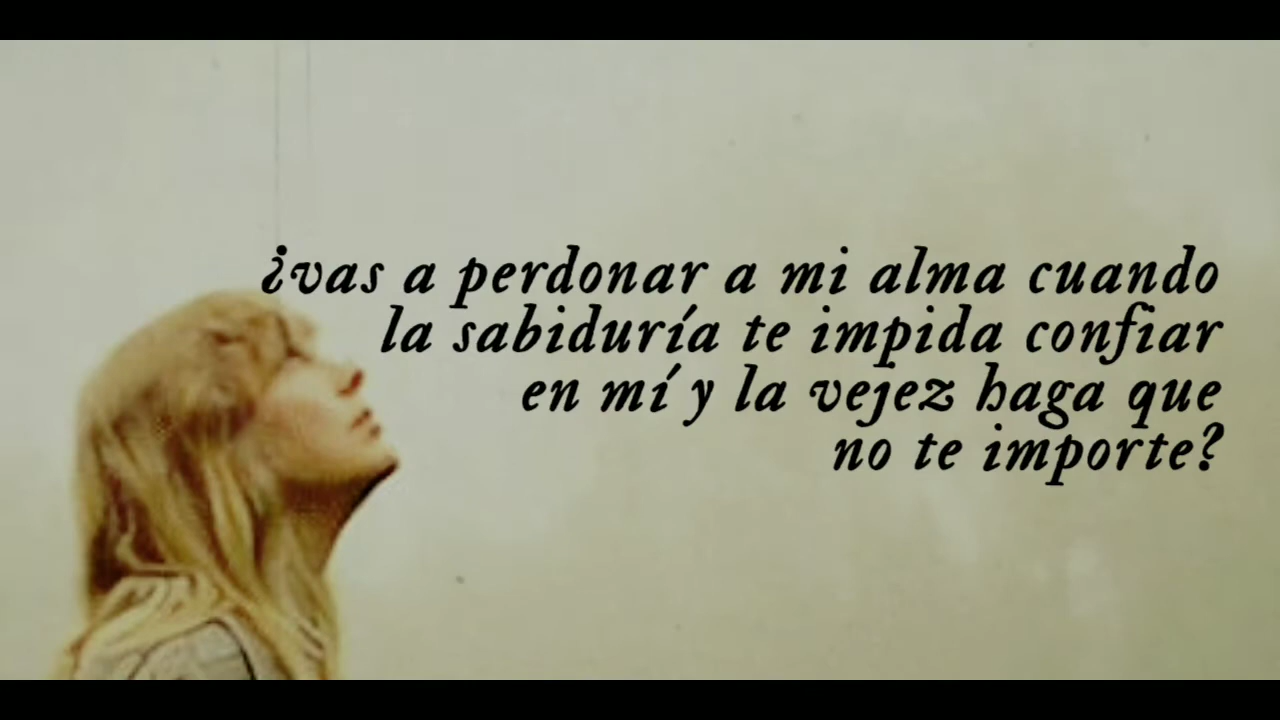 ¿vas a perdonar a mi alma cuando
la sabiduría te impida confiar
en mí y la vejez haga que
no te importe?